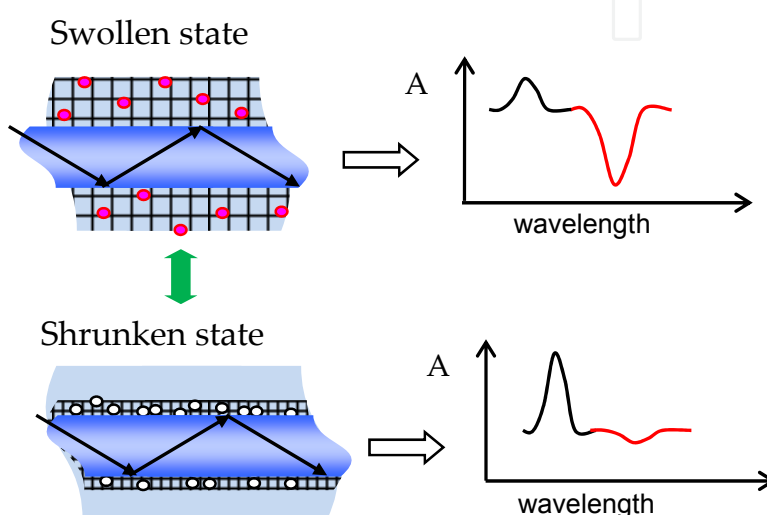 Swollen state
A
wavelength
Shrunken state
A
wavelength